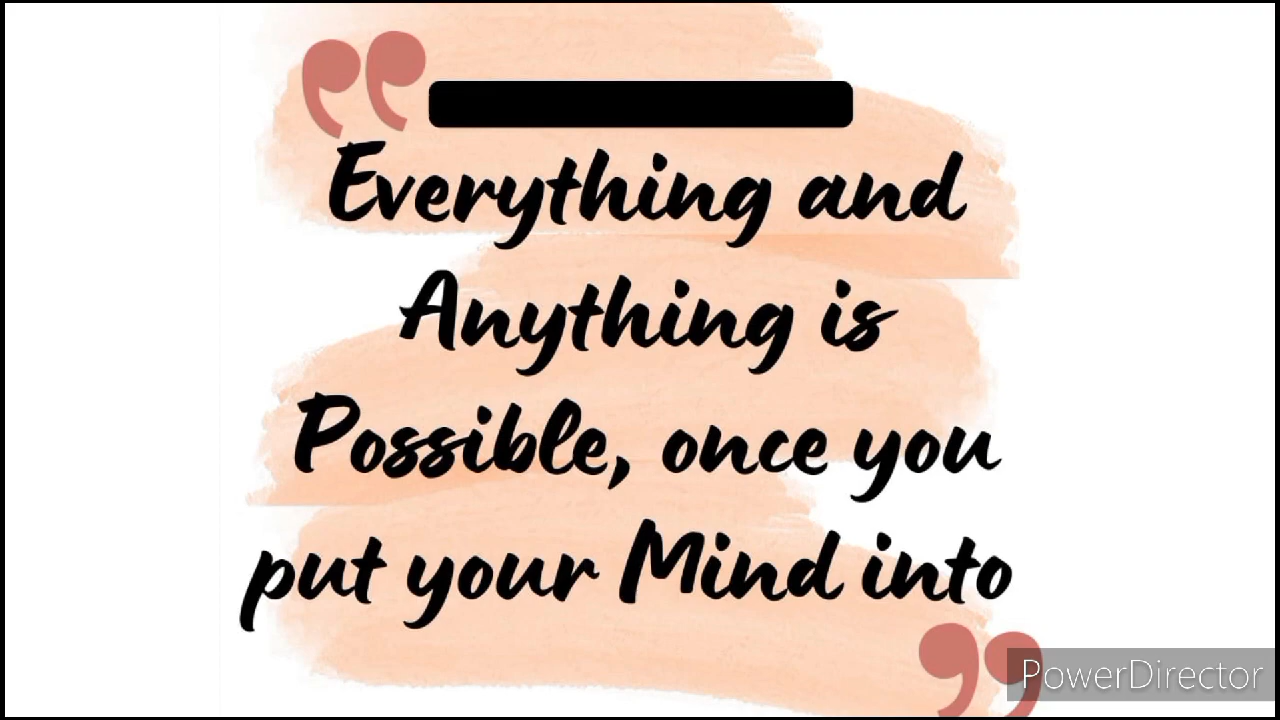 Everything and
Anything is
Possible, once you
put your Mind into
PowerDirector